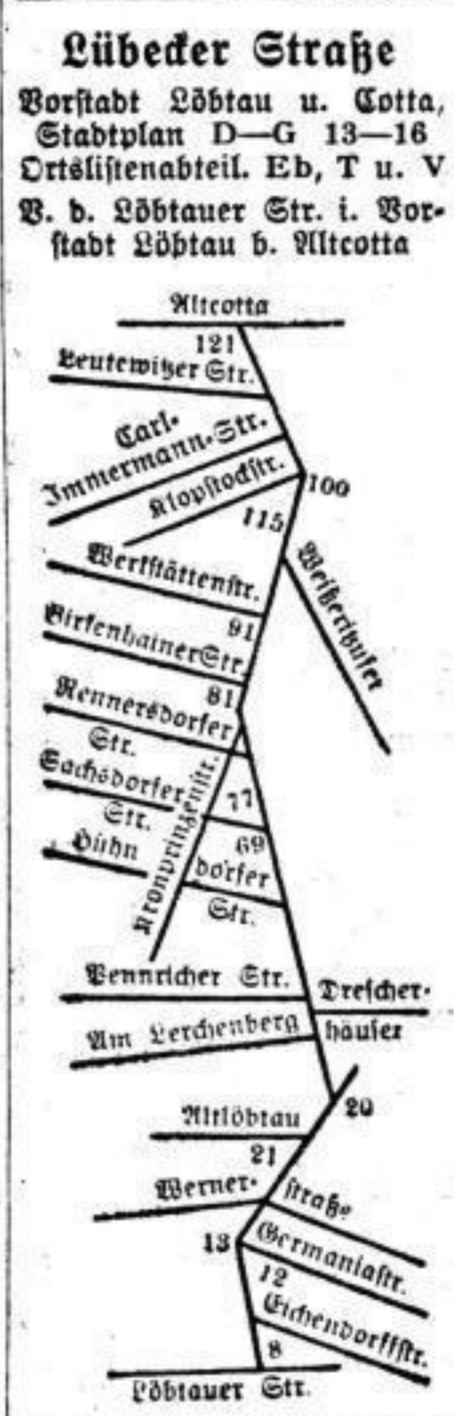 Lübecker Straße
Vorstadt Löbtau u. Cotta,
Stadtplan D—G 13—16
Ortslistenabteil. Eb, T u. V
V. d. Löbtauer Str. i. Vor-
stadt Löbtau b. Altcotta
Altcotta
121
Leutewitzer Str.
Carl-
Immermann-Str.
Klopstockstr.
100
115
Werkstättenstr.
Weißeritzufer
91
Birkenhainer Str.
81
Rennersdorfer
Str.
Kronprinzenstr.
Sachsdorfer
Str.
77
69
Hühn
dorfer
Str.
Pennricher Str.
Drescher-
häuser
Am Lerchenberg
20
Altlöbtau
21
Werner-
straße
13
Germaniastr.
12
Eichendorffstr.
8
Löbtauer Str.